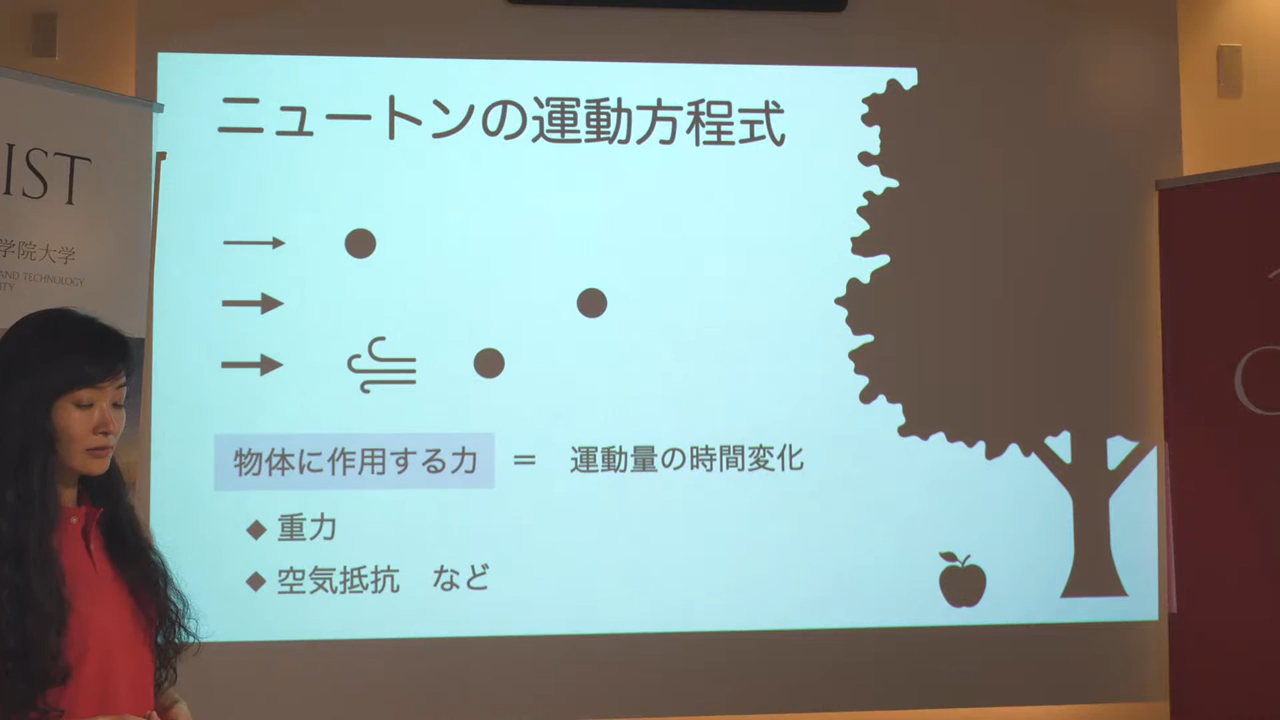 IST
学院大学
AND TECHNOLOGY
ITY
ニュートンの運動方程式
物体に作用する力 = 運動量の時間変化
◆ 重力
◆ 空気抵抗 など